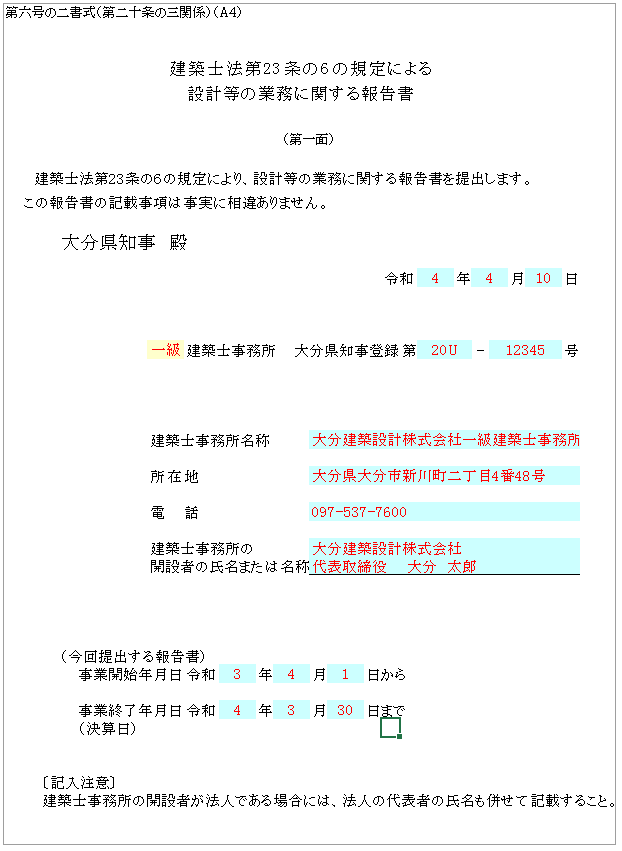 第六号の二書式(第二十条の三関係)(A4)
建築士法第23条の6の規定による
設計等の業務に関する報告書
(第一面)
建築士法第23条の6の規定により、設計等の業務に関する報告書を提出します。
この報告書の記載事項は事実に相違ありません。
大分県知事 殿
令和 4 年 4 月 10 日
一級 建築士事務所 大分県知事登録 第 20U - 12345 号
建築士事務所名称 大分建築設計株式会社一級建築士事務所
所在地 大分県大分市新川町二丁目4番48号
電 話 097-537-7600
建築士事務所の 大分建築設計株式会社
開設者の氏名または名称 代表取締役 大分 太郎
(今回提出する報告書)
事業開始年月日 令和 3 年 4 月 1 日から
事業終了年月日 令和 4 年 3 月 30 日まで
(決算日)
〔記入注意〕
建築士事務所の開設者が法人である場合には、法人の代表者の氏名も併せて記載すること。